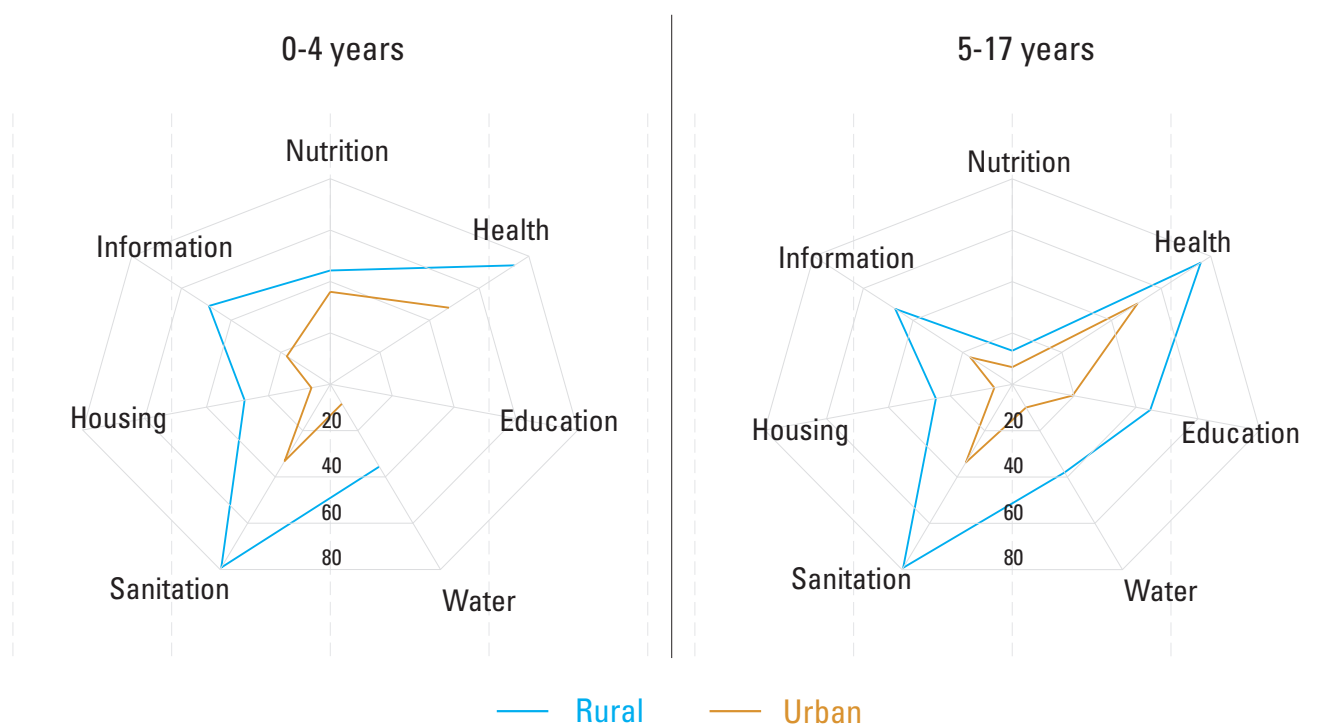 0-4 years
Nutrition
Health
Information
Housing
Education
20
40
60
80
Sanitation
Water
5-17 years
Nutrition
Health
Information
Housing
Education
20
40
60
80
Sanitation
Water
Rural
Urban